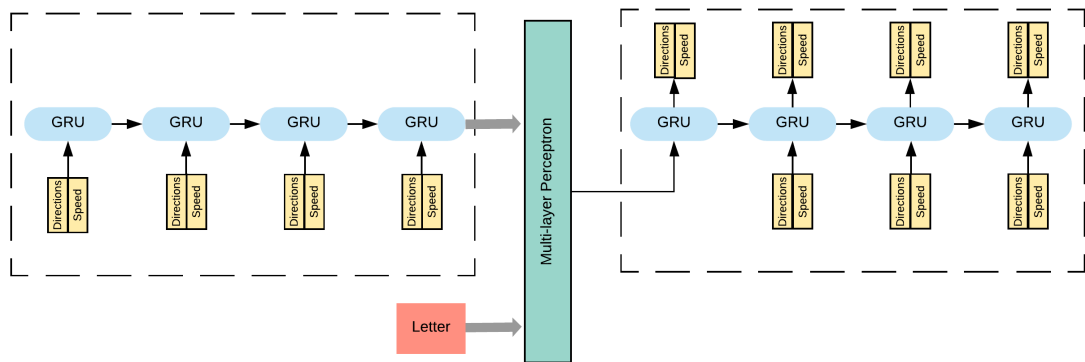 Directions
Speed
Directions
Speed
Directions
Speed
Directions
Speed
GRU
GRU
GRU
GRU
GRU
GRU
GRU
GRU
Directions
Speed
Directions
Speed
Directions
Speed
Directions
Speed
Directions
Speed
Directions
Speed
Directions
Speed
Multi-layer Perceptron
Letter